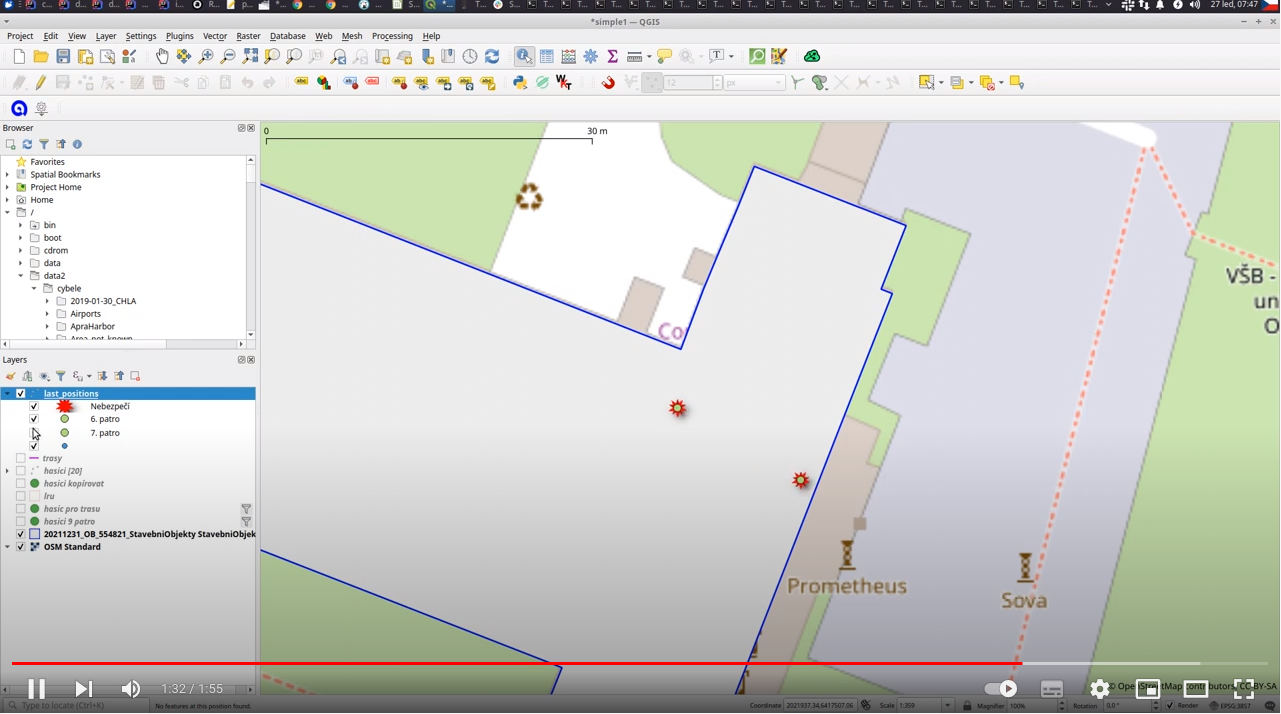 27 led, 07:47
*simple1 — QGIS
Project Edit View Layer Settings Plugins Vector Raster Database Web Mesh Processing Help
12 px
Browser
Favorites
Spatial Bookmarks
Project Home
Home
/
bin
boot
cdrom
data
data2
cybele
2019-01-30_CHLA
Airports
ApraHarbor
Area_not_known
Layers
last_positions
Nebezpečí
6. patro
7. patro
trasy
hasici [20]
hasici kopírovat
lru
hasic pro trasu
hasici 9 patro
20211231_OB_554821_StavebniObjekty StavebniObjek
OSM Standard
0 30 m
Co
VŠB -
un
O
Prometheus
Sova
1:32 / 1:55
© OpenStreetMap contributors, CC-BY-SA
Type to locate (Ctrl+K) No features at this position found. Coordinate 2021937.34,6417507.06 Scale 1:359 Magnifier 100% Rotation 0,0 ° Render EPSG:3857